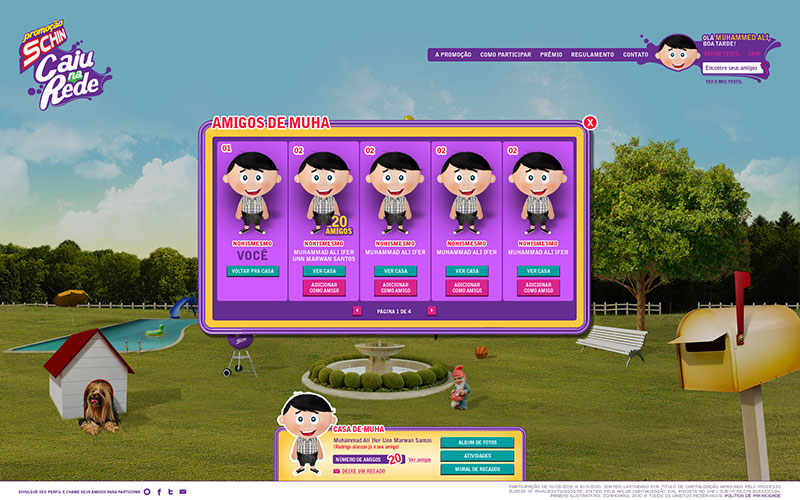 promoção
SCHIN
Caiu
na
Rede
A PROMOÇÃO COMO PARTICIPAR PRÊMIO REGULAMENTO CONTATO
OLÁ MUHAMMED ALI,
BOA TARDE!
EDITAR PERFIL SAIR
Encontre seus amigos
VER O MEU PERFIL
AMIGOS DE MUHA
X
01
NOHISMESMO
VOCÊ
VOLTAR PRA CASA
02
20
AMIGOS
NOHISMESMO
MUHAMMAD ALI IFER
UNN MARWAN SANTOS
VER CASA
ADICIONAR
COMO AMIGO
02
NOHISMESMO
MUHAMMAD ALI IFER
VER CASA
ADICIONAR
COMO AMIGO
02
NOHISMESMO
MUHAMMAD ALI IFER
VER CASA
ADICIONAR
COMO AMIGO
02
NOHISMESMO
MUHAMMAD ALI IFER
VER CASA
ADICIONAR
COMO AMIGO
PÁGINA 1 DE 4
CASA DE MUHA
Muhammad Ali Ifer Unn Marwan Santos
(Rodrigo alarcon já é seu amigo)
NÚMERO DE AMIGOS 20 Ver amigos
DEIXE UM RECADO
ÁLBUM DE FOTOS
ATIVIDADES
MURAL DE RECADOS
DIVULGUE SEU PERFIL E CHAME SEUS AMIGOS PARA PARTICIPAR
POLÍTICA DE PRIVACIDADE